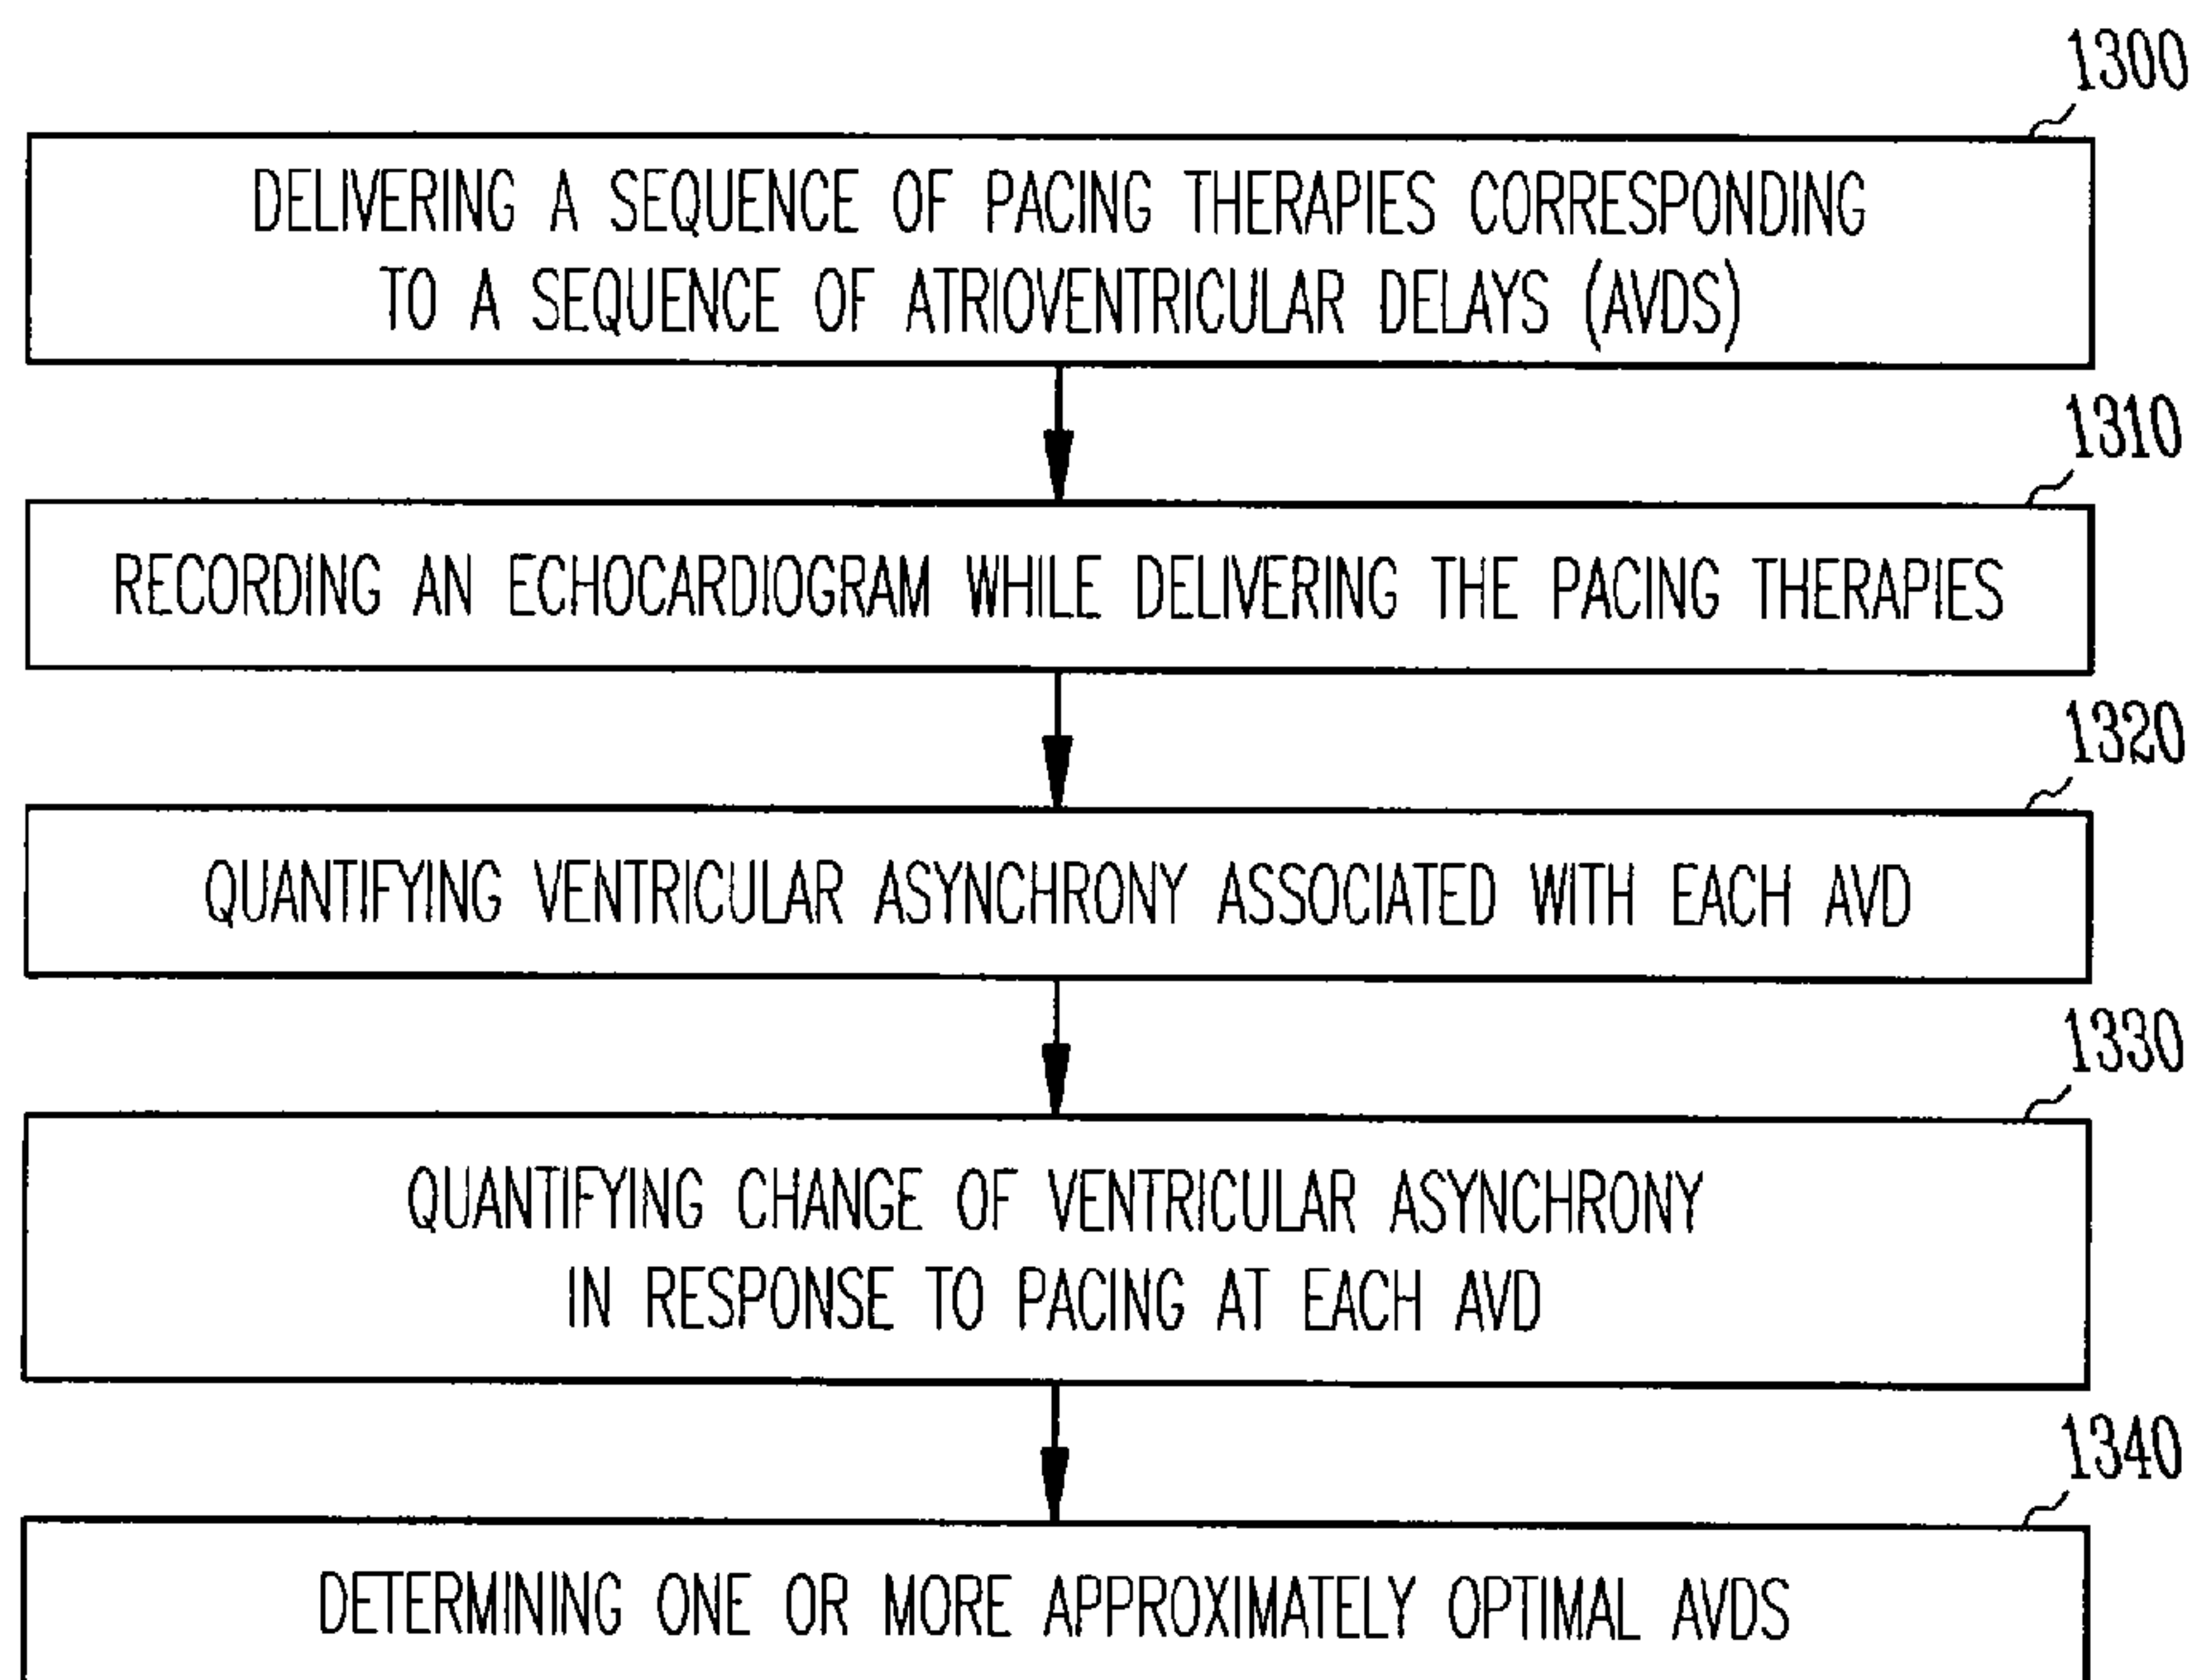 1300
DELIVERING A SEQUENCE OF PACING THERAPIES CORRESPONDING
TO A SEQUENCE OF ATRIOVENTRICULAR DELAYS (AVDS)
1310
RECORDING AN ECHOCARDIOGRAM WHILE DELIVERING THE PACING THERAPIES
1320
QUANTIFYING VENTRICULAR ASYNCHRONY ASSOCIATED WITH EACH AVD
1330
QUANTIFYING CHANGE OF VENTRICULAR ASYNCHRONY
IN RESPONSE TO PACING AT EACH AVD
1340
DETERMINING ONE OR MORE APPROXIMATELY OPTIMAL AVDS